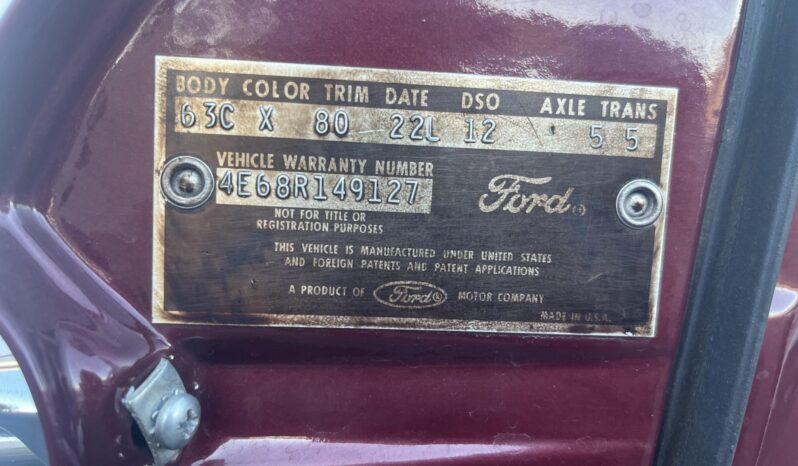 BODY COLOR TRIM DATE DSO AXLE TRANS
63C X 80 22L 12 5 5
VEHICLE WARRANTY NUMBER
4E68R149127
NOT FOR TITLE OR
REGISTRATION PURPOSES
Ford ®
THIS VEHICLE IS MANUFACTURED UNDER UNITED STATES
AND FOREIGN PATENTS AND PATENT APPLICATIONS
A PRODUCT OF Ford ® MOTOR COMPANY
MADE IN U.S.A.